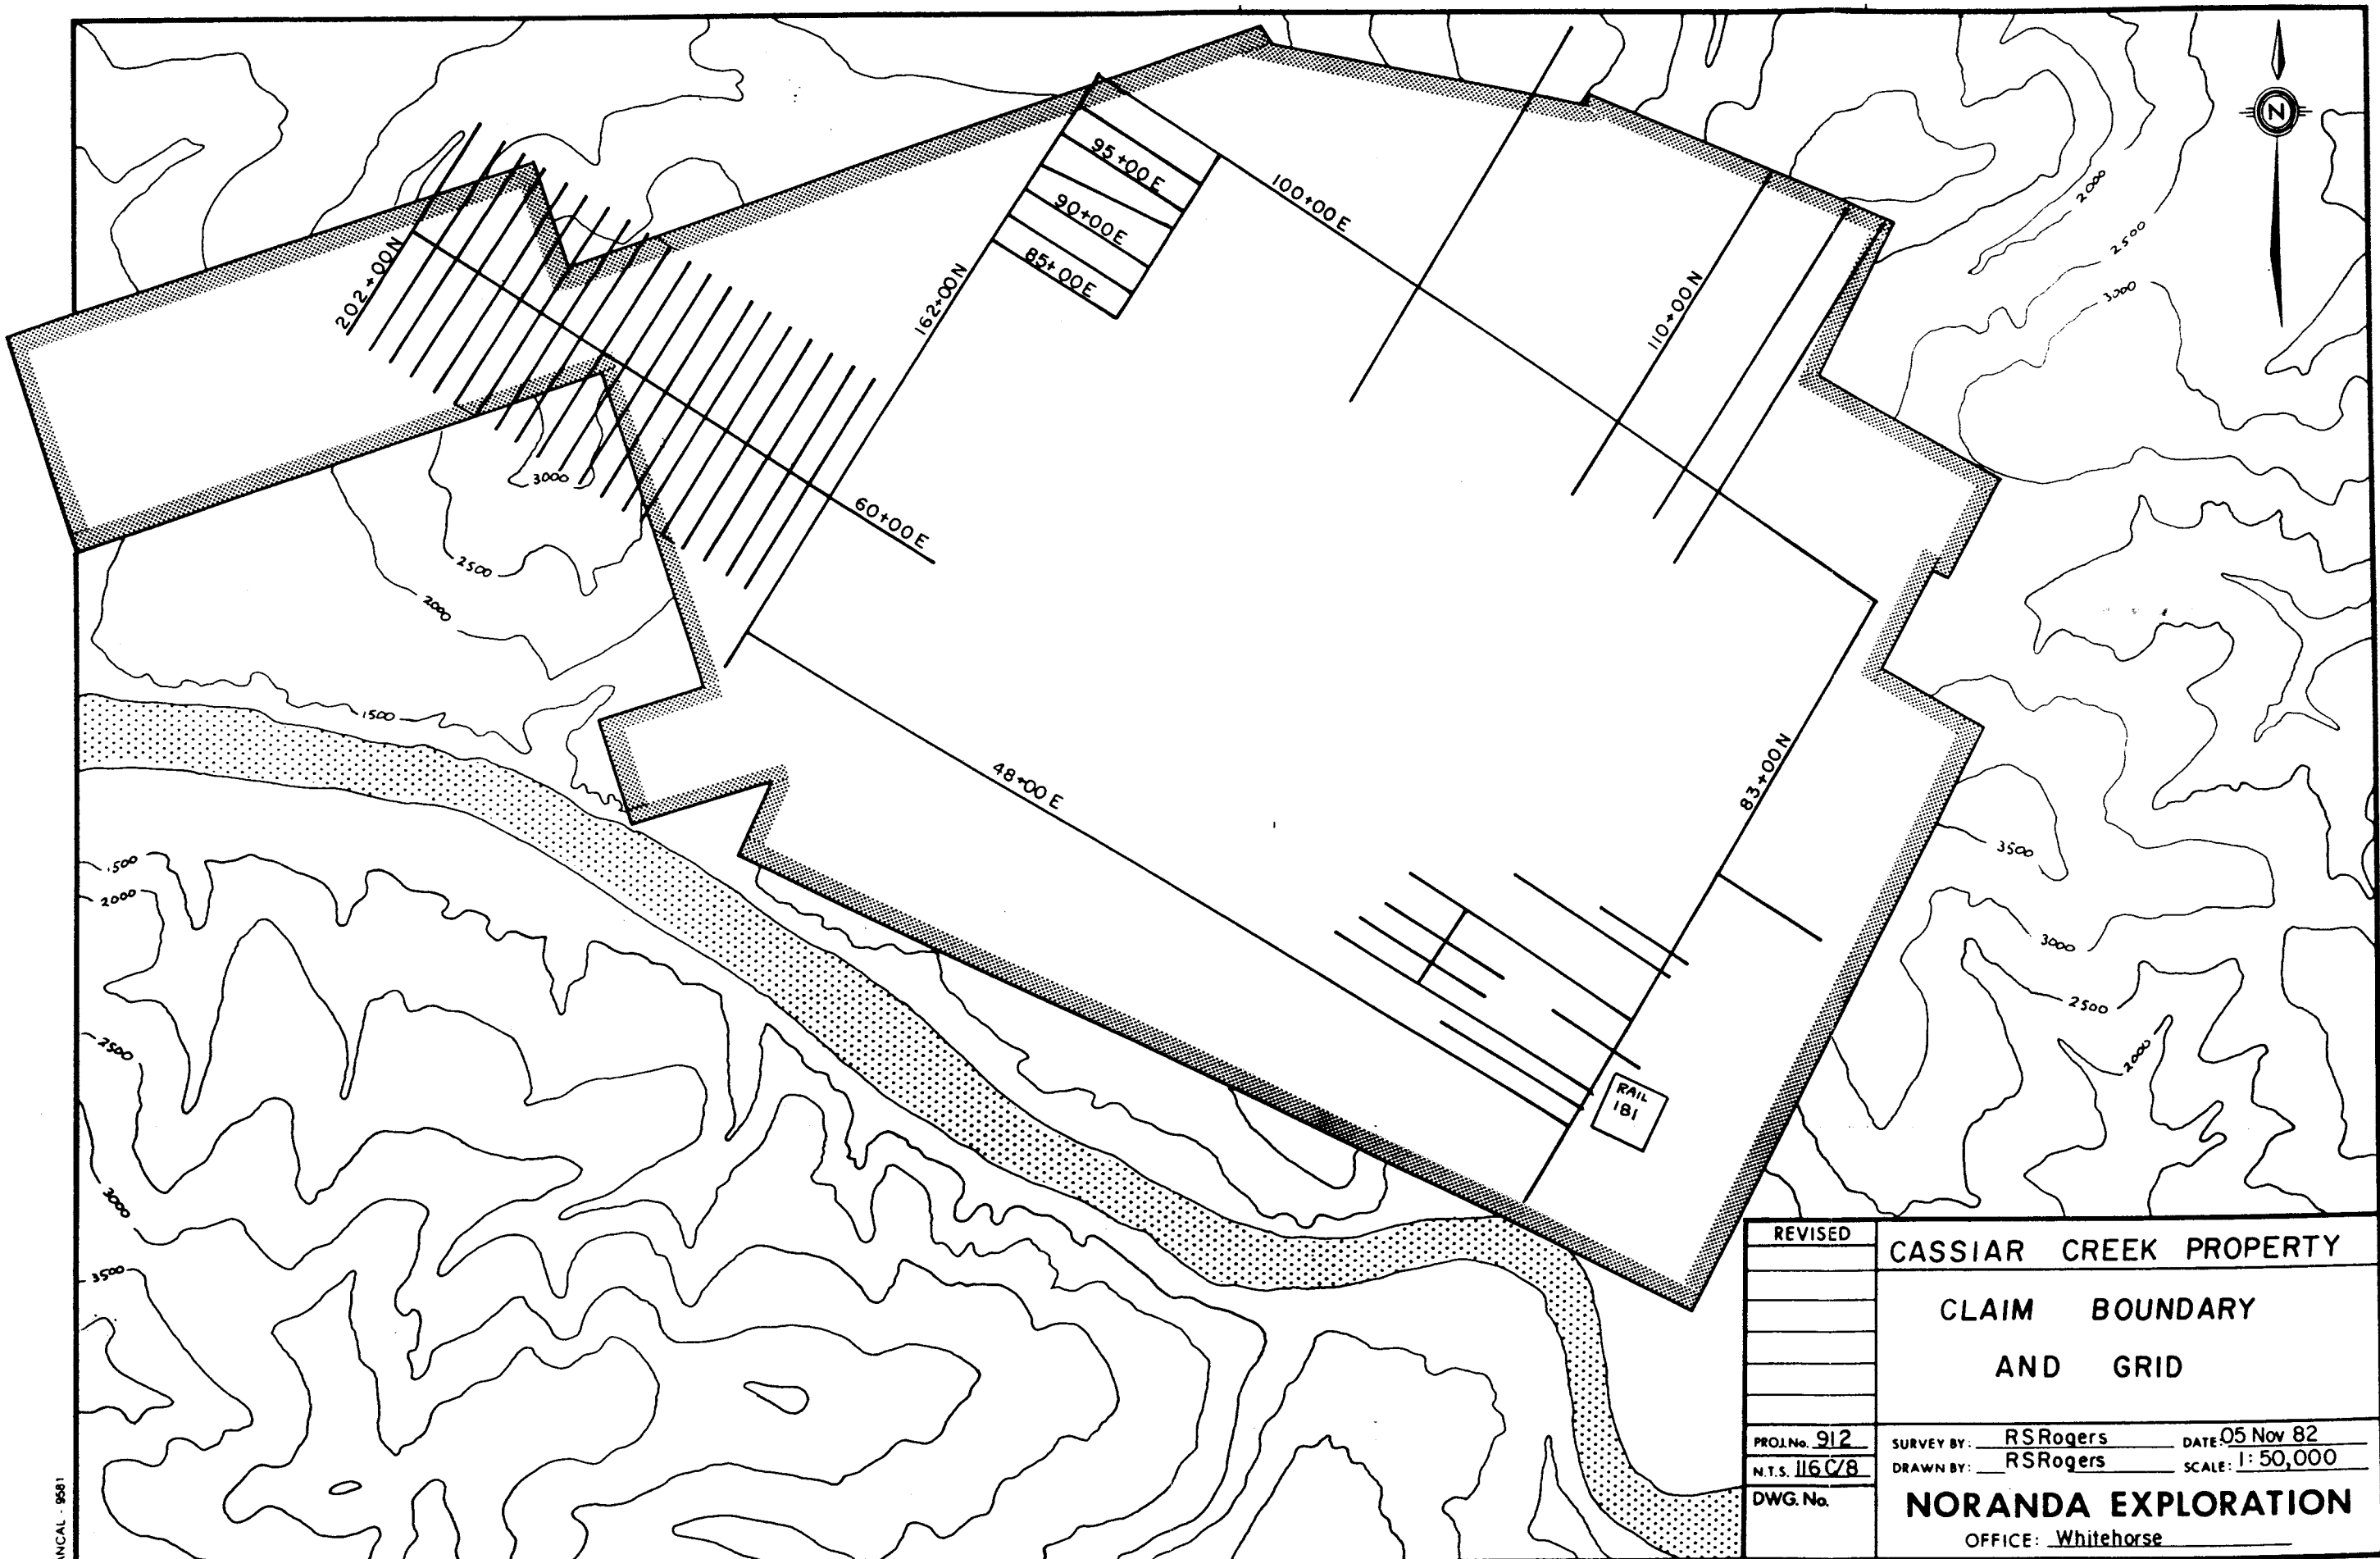 N
95+00E
90+00E
85+00E
100+00E
202+00N
162+00N
110+00N
60+00E
48+00E
83+00N
2000
2500
3000
3000
2500
2000
1500
1500
2000
2500
3000
3500
3500
3000
2500
2000
RAIL
181
REVISED
CASSIAR CREEK PROPERTY
CLAIM BOUNDARY
AND GRID
PROJ.No. 912
SURVEY BY: RSRogers DATE: 05 Nov 82
N.T.S. 116 C/8
DRAWN BY: RSRogers SCALE: 1:50,000
DWG. No.
NORANDA EXPLORATION
OFFICE: Whitehorse